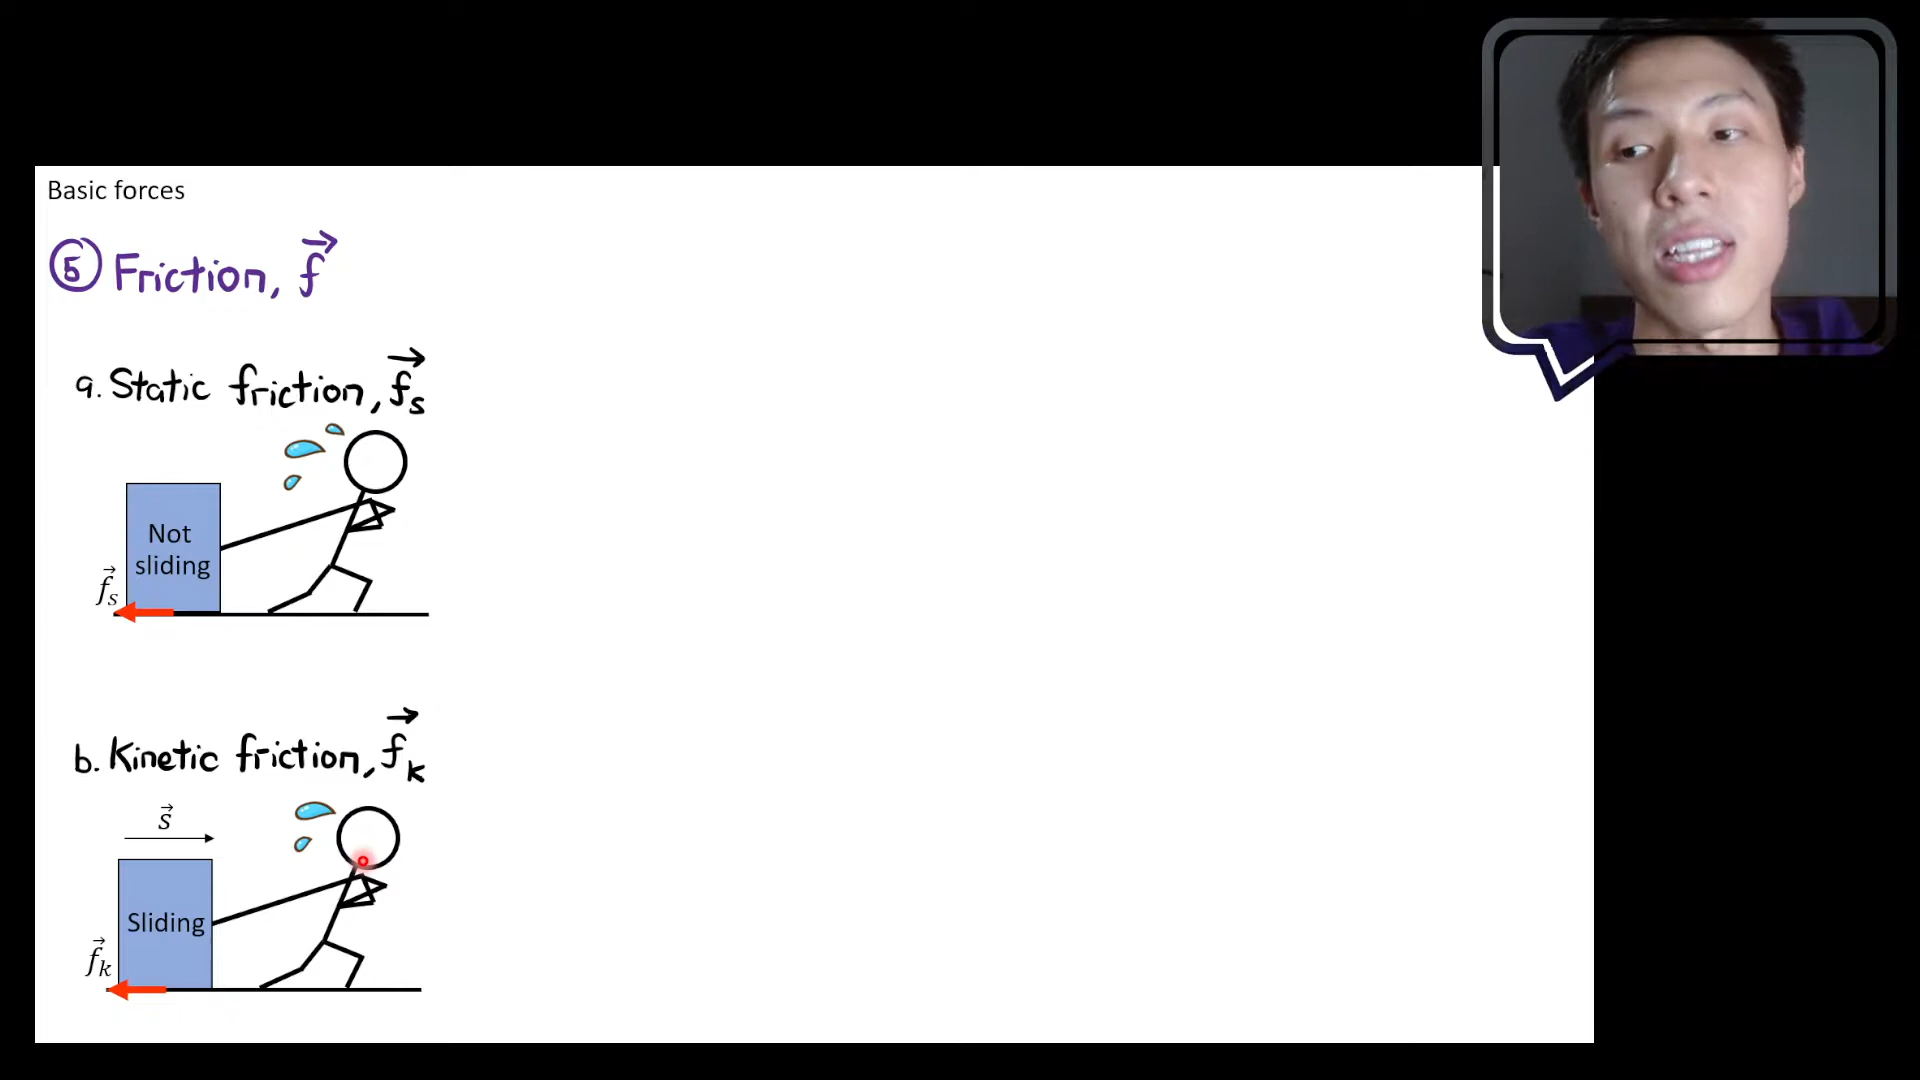 Basic forces
⑤ Friction, f⃗
a. Static friction, f⃗ₛ
Not
sliding
f⃗ₛ
b. Kinetic friction, f⃗ₖ
s⃗
Sliding
f⃗ₖ